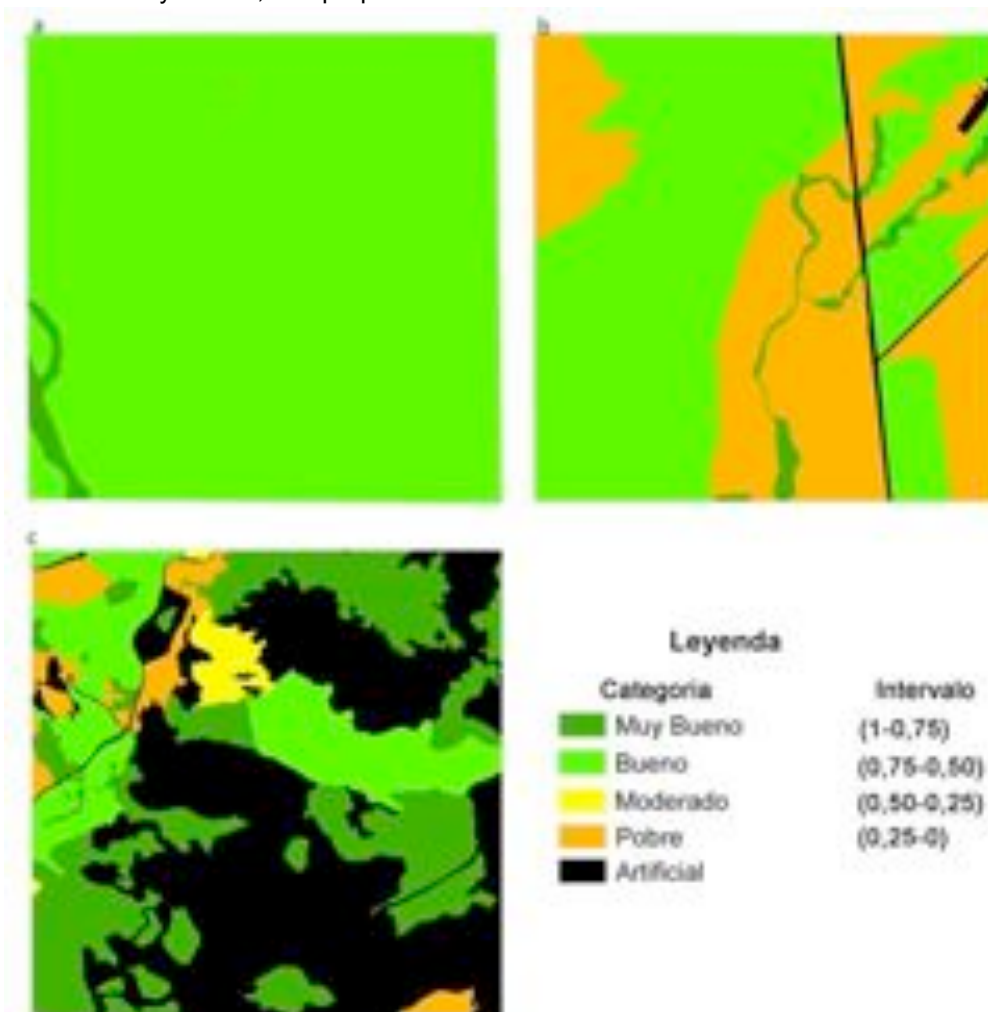 a
b
c
Leyenda
Categoria Intervalo
Muy Bueno (1-0,75)
Bueno (0,75-0,50)
Moderado (0,50-0,25)
Pobre (0,25-0)
Artificial